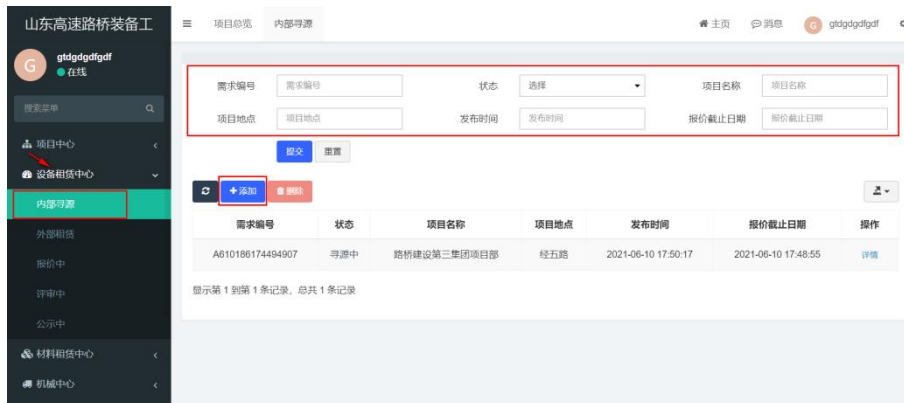 山东高速路桥装备工
项目总览 内部寻源 主页 消息 G gtdgdgdfgdf
G gtdgdgdfgdf
在线
搜索菜单
项目中心
设备租赁中心
内部寻源
外部租赁
报价中
评审中
公示中
材料租赁中心
机械中心
需求编号 需求编号 状态 选择 项目名称 项目名称
项目地点 项目地点 发布时间 发布时间 报价截止日期 报价截止日期
提交 重置
添加 删除
需求编号 状态 项目名称 项目地点 发布时间 报价截止日期 操作
A610186174494907 寻源中 路桥建设第三集团项目部 经五路 2021-06-10 17:50:17 2021-06-10 17:48:55 详情
显示第 1 到第 1 条记录，总共 1 条记录